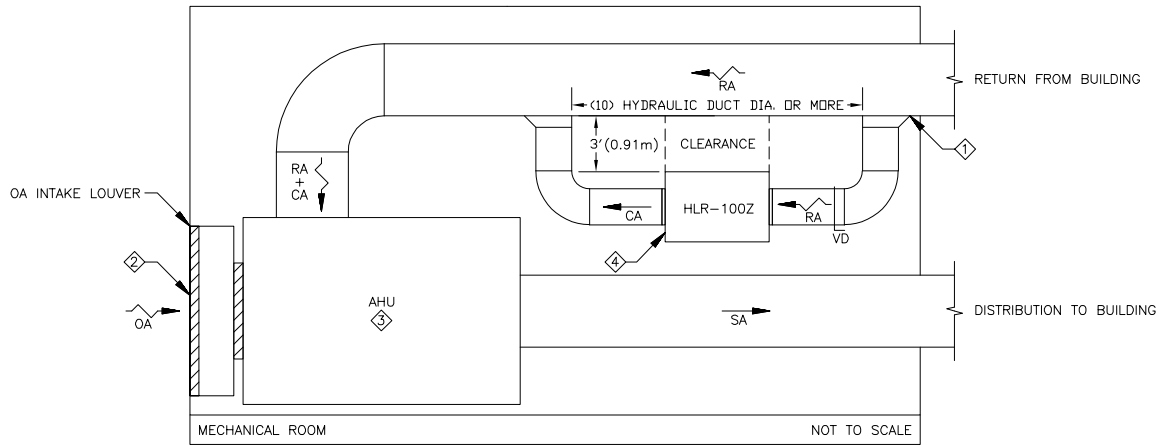 RA
RETURN FROM BUILDING
(10) HYDRAULIC DUCT DIA. OR MORE
3'(0.91m)
CLEARANCE
1
RA
+
CA
OA INTAKE LOUVER
CA
HLR-100Z
RA
VD
2
4
OA
AHU
3
SA
DISTRIBUTION TO BUILDING
MECHANICAL ROOM
NOT TO SCALE